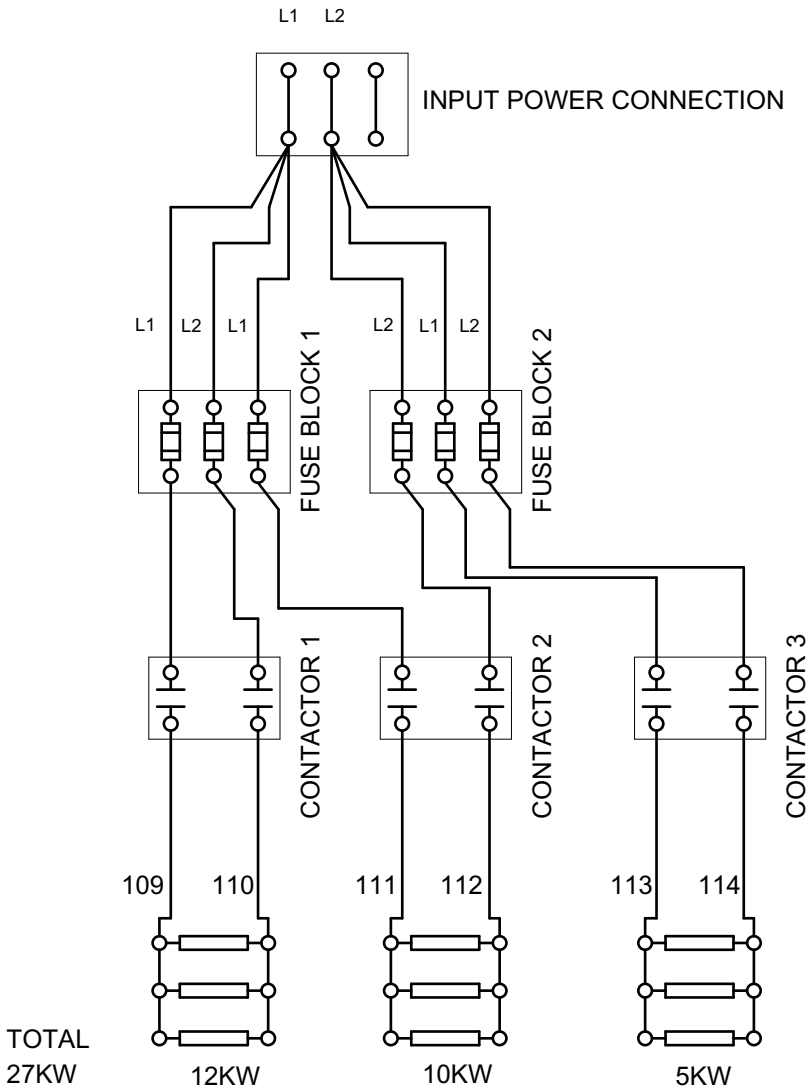 L1 L2
INPUT POWER CONNECTION
L1 L2 L1
FUSE BLOCK 1
L2 L1 L2
FUSE BLOCK 2
CONTACTOR 1
CONTACTOR 2
CONTACTOR 3
109 110 111 112 113 114
TOTAL
27KW 12KW 10KW 5KW